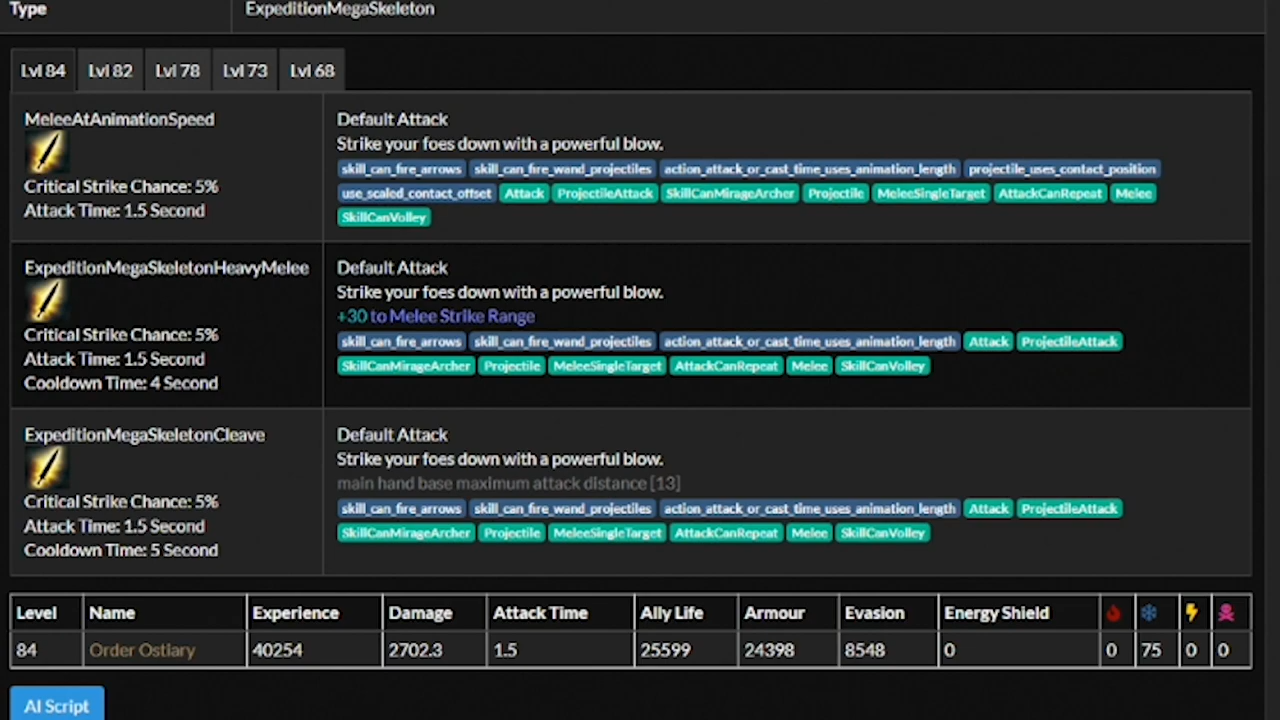 Type ExpeditionMegaSkeleton
Lvl 84 Lvl 82 Lvl 78 Lvl 73 Lvl 68
MeleeAtAnimationSpeed
Critical Strike Chance: 5%
Attack Time: 1.5 Second
Default Attack
Strike your foes down with a powerful blow.
skill_can_fire_arrows skill_can_fire_wand_projectiles action_attack_or_cast_time_uses_animation_length projectile_uses_contact_position
use_scaled_contact_offset Attack ProjectileAttack SkillCanMirageArcher Projectile MeleeSingleTarget AttackCanRepeat Melee
SkillCanVolley
ExpeditionMegaSkeletonHeavyMelee
Critical Strike Chance: 5%
Attack Time: 1.5 Second
Cooldown Time: 4 Second
Default Attack
Strike your foes down with a powerful blow.
+30 to Melee Strike Range
skill_can_fire_arrows skill_can_fire_wand_projectiles action_attack_or_cast_time_uses_animation_length Attack ProjectileAttack
SkillCanMirageArcher Projectile MeleeSingleTarget AttackCanRepeat Melee SkillCanVolley
ExpeditionMegaSkeletonCleave
Critical Strike Chance: 5%
Attack Time: 1.5 Second
Cooldown Time: 5 Second
Default Attack
Strike your foes down with a powerful blow.
main hand base maximum attack distance [13]
skill_can_fire_arrows skill_can_fire_wand_projectiles action_attack_or_cast_time_uses_animation_length Attack ProjectileAttack
SkillCanMirageArcher Projectile MeleeSingleTarget AttackCanRepeat Melee SkillCanVolley
Level Name Experience Damage Attack Time Ally Life Armour Evasion Energy Shield
84 Order Ostiary 40254 2702.3 1.5 25599 24398 8548 0 0 75 0 0
AI Script